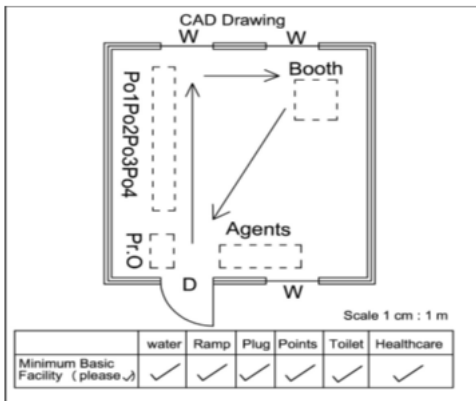 CAD Drawing
W W
Booth
Po1Po2Po3Po4
Agents
Pr.O
D
W
Scale 1 cm : 1 m
water Ramp Plug Points Toilet Healthcare
Minimum Basic
Facility ( please ✓) ✓ ✓ ✓ ✓ ✓ ✓